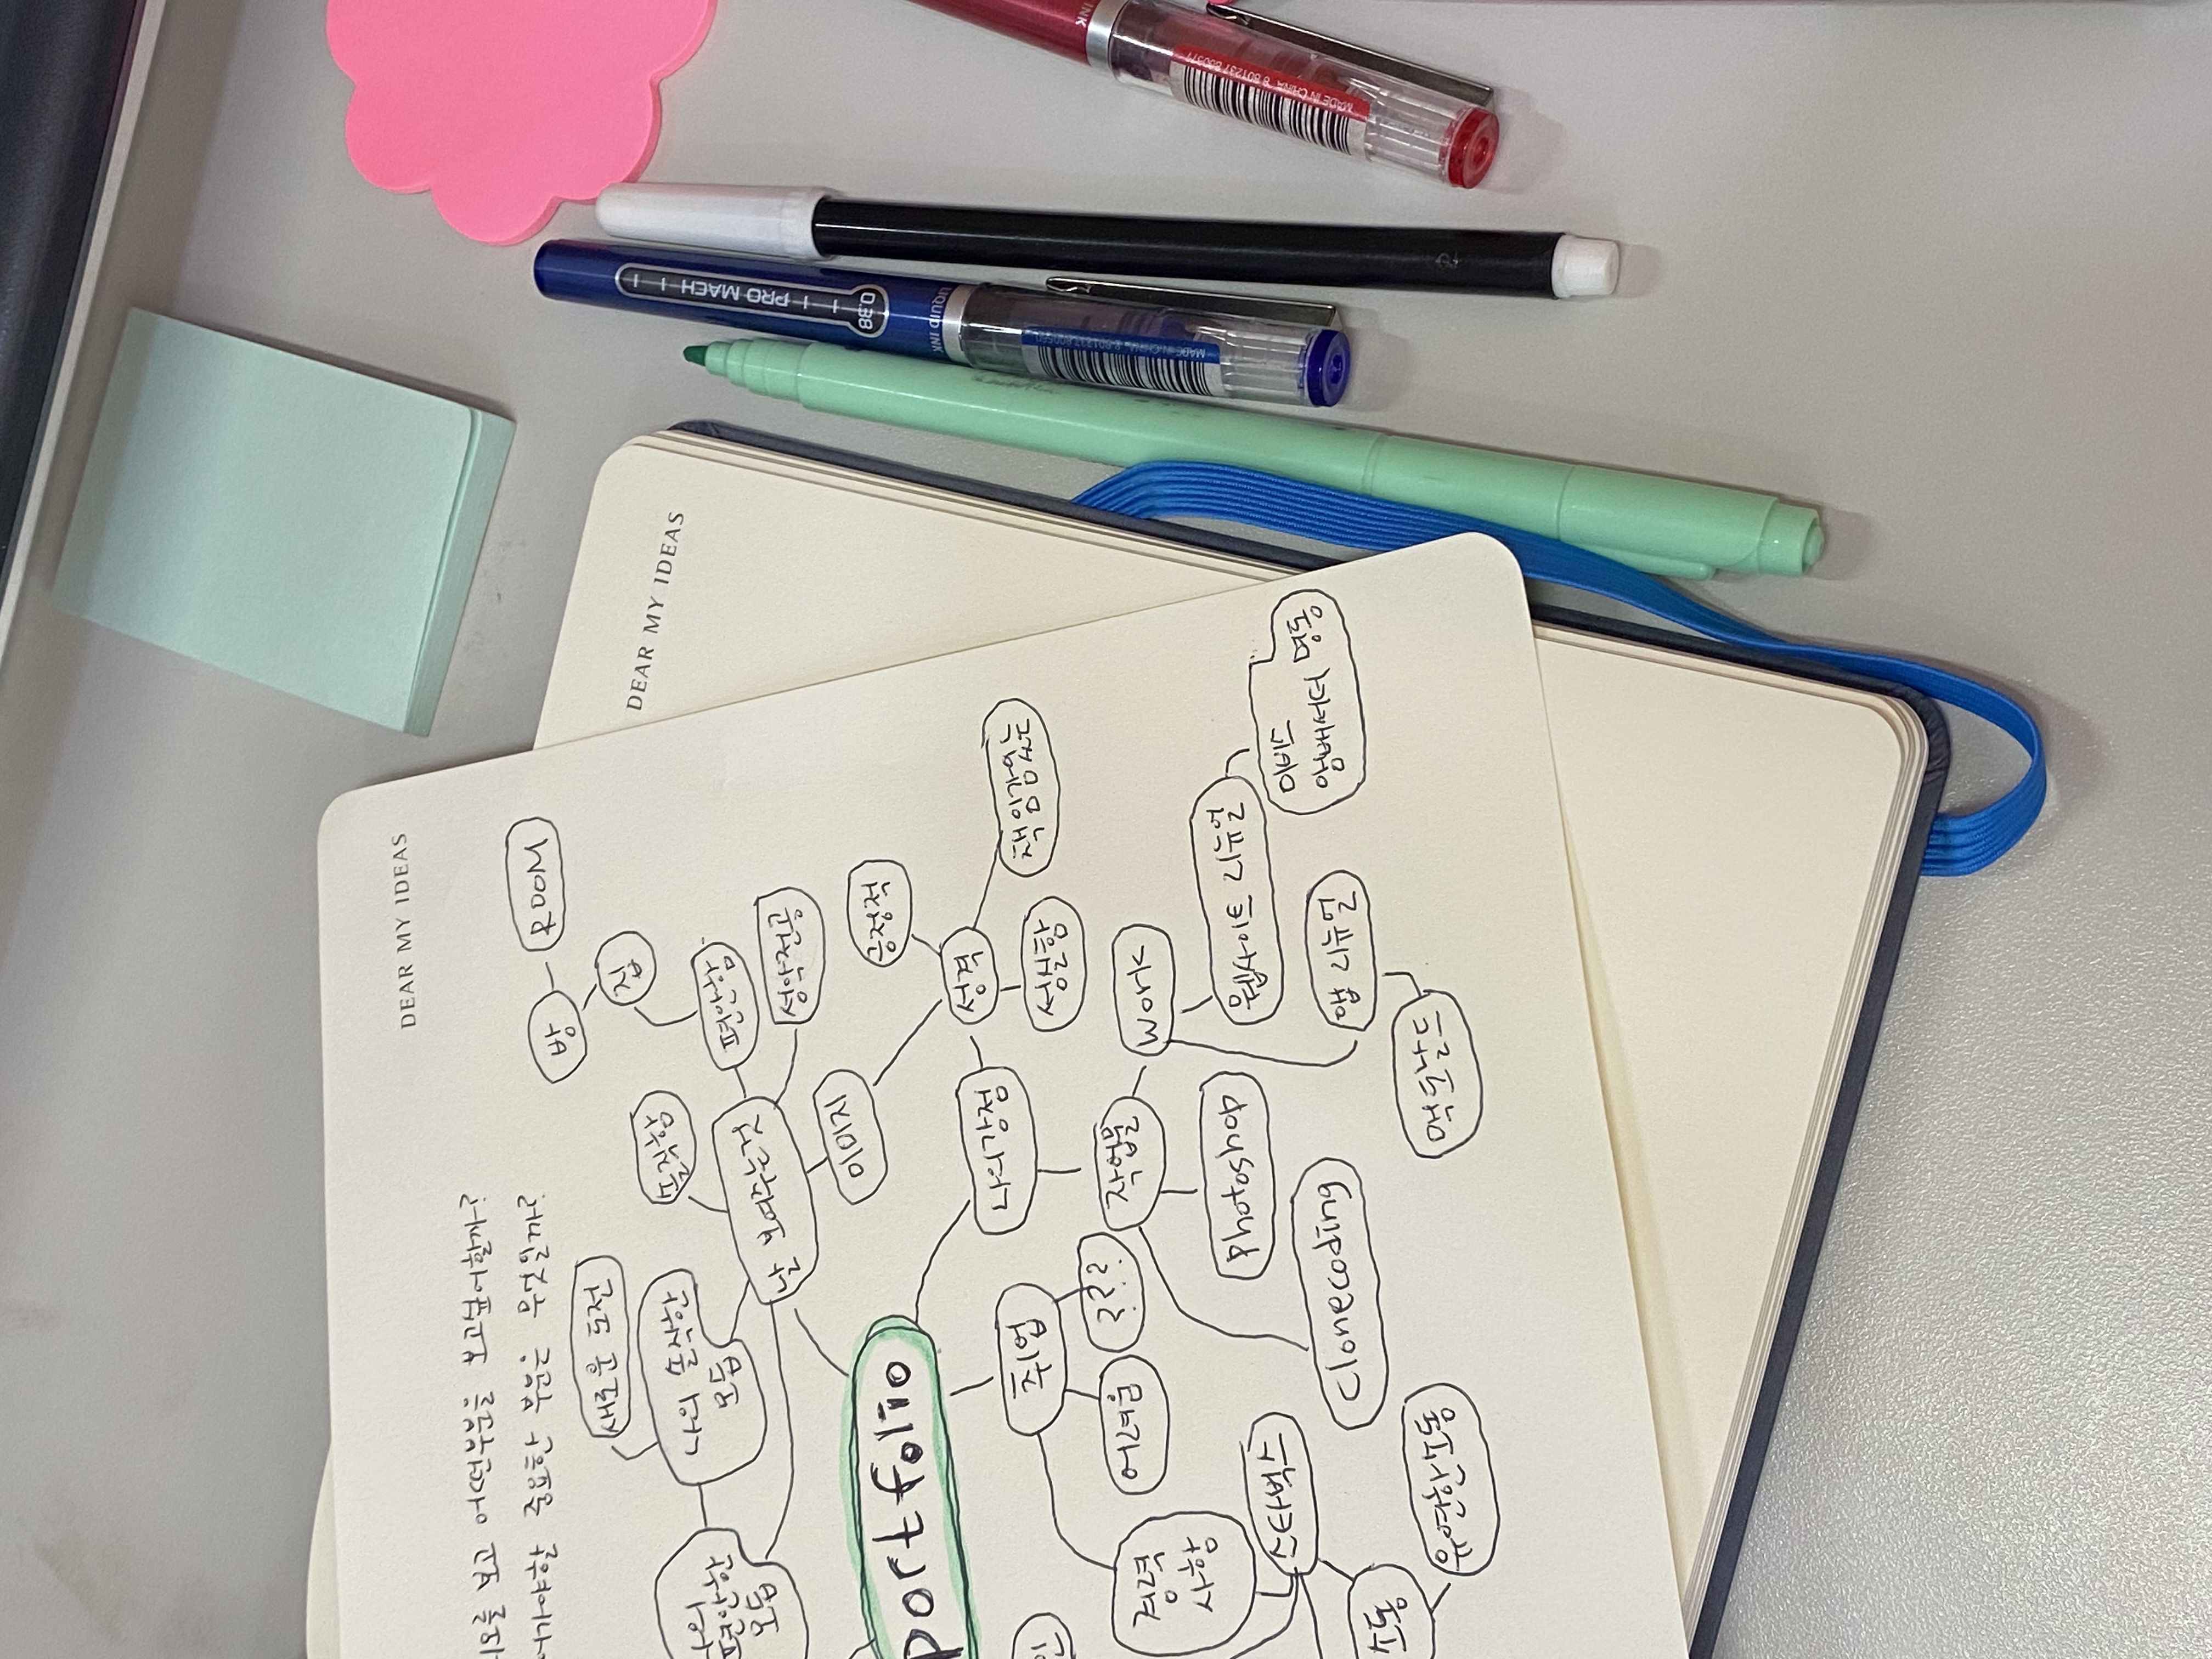 DEAR MY IDEAS
리오를 보고 어떤부분을 보고싶어할까?
어가야할 중요한 부분은 무엇일까?
방
ROOM
새로운 도전
집
솔직함
나의 솔직한
모습
나의
편안한
모습
편안함
날 보여주는것
성악전공
이미지
긍정적
portfolio
성격
나의강점
책임감있는
인
취업
성실함
경력
사항
어려움
???
작업물
work
photoshop
웹사이트 리뉴얼
스타벅스
이비스
앰배서더 명동
clonecoding
앱 리뉴얼
소통
유연한소통
맥도날드
DEAR MY IDEAS
PRO MAEH
0.38
LIQUID INK
MADE IN CHINA
INK
MADE IN CHINA